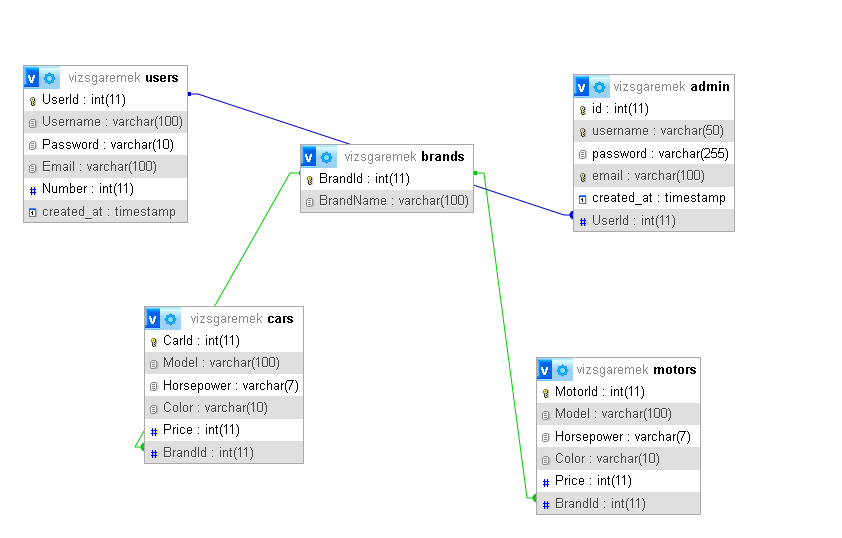 v vizsgaremek users
UserId : int(11)
Username : varchar(100)
Password : varchar(10)
Email : varchar(100)
# Number : int(11)
created_at : timestamp
v vizsgaremek admin
id : int(11)
username : varchar(50)
password : varchar(255)
email : varchar(100)
created_at : timestamp
# UserId : int(11)
v vizsgaremek brands
BrandId : int(11)
BrandName : varchar(100)
v vizsgaremek cars
CarId : int(11)
Model : varchar(100)
Horsepower : varchar(7)
Color : varchar(10)
# Price : int(11)
# BrandId : int(11)
v vizsgaremek motors
MotorId : int(11)
Model : varchar(100)
Horsepower : varchar(7)
Color : varchar(10)
# Price : int(11)
# BrandId : int(11)